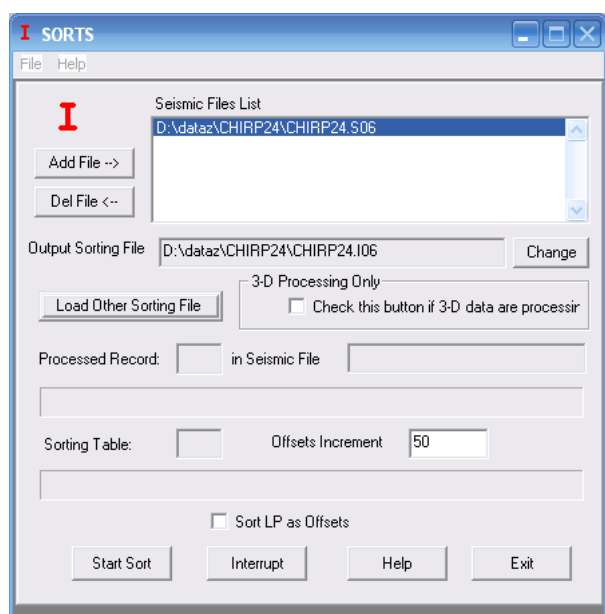 I SORTS
File Help
I
Seismic Files List
D:\dataz\CHIRP24\CHIRP24.S06
Add File -->
Del File <--
Output Sorting File D:\dataz\CHIRP24\CHIRP24.I06 Change
3-D Processing Only
Load Other Sorting File
Check this button if 3-D data are processir
Processed Record: in Seismic File
Sorting Table: Offsets Increment 50
Sort LP as Offsets
Start Sort Interrupt Help Exit